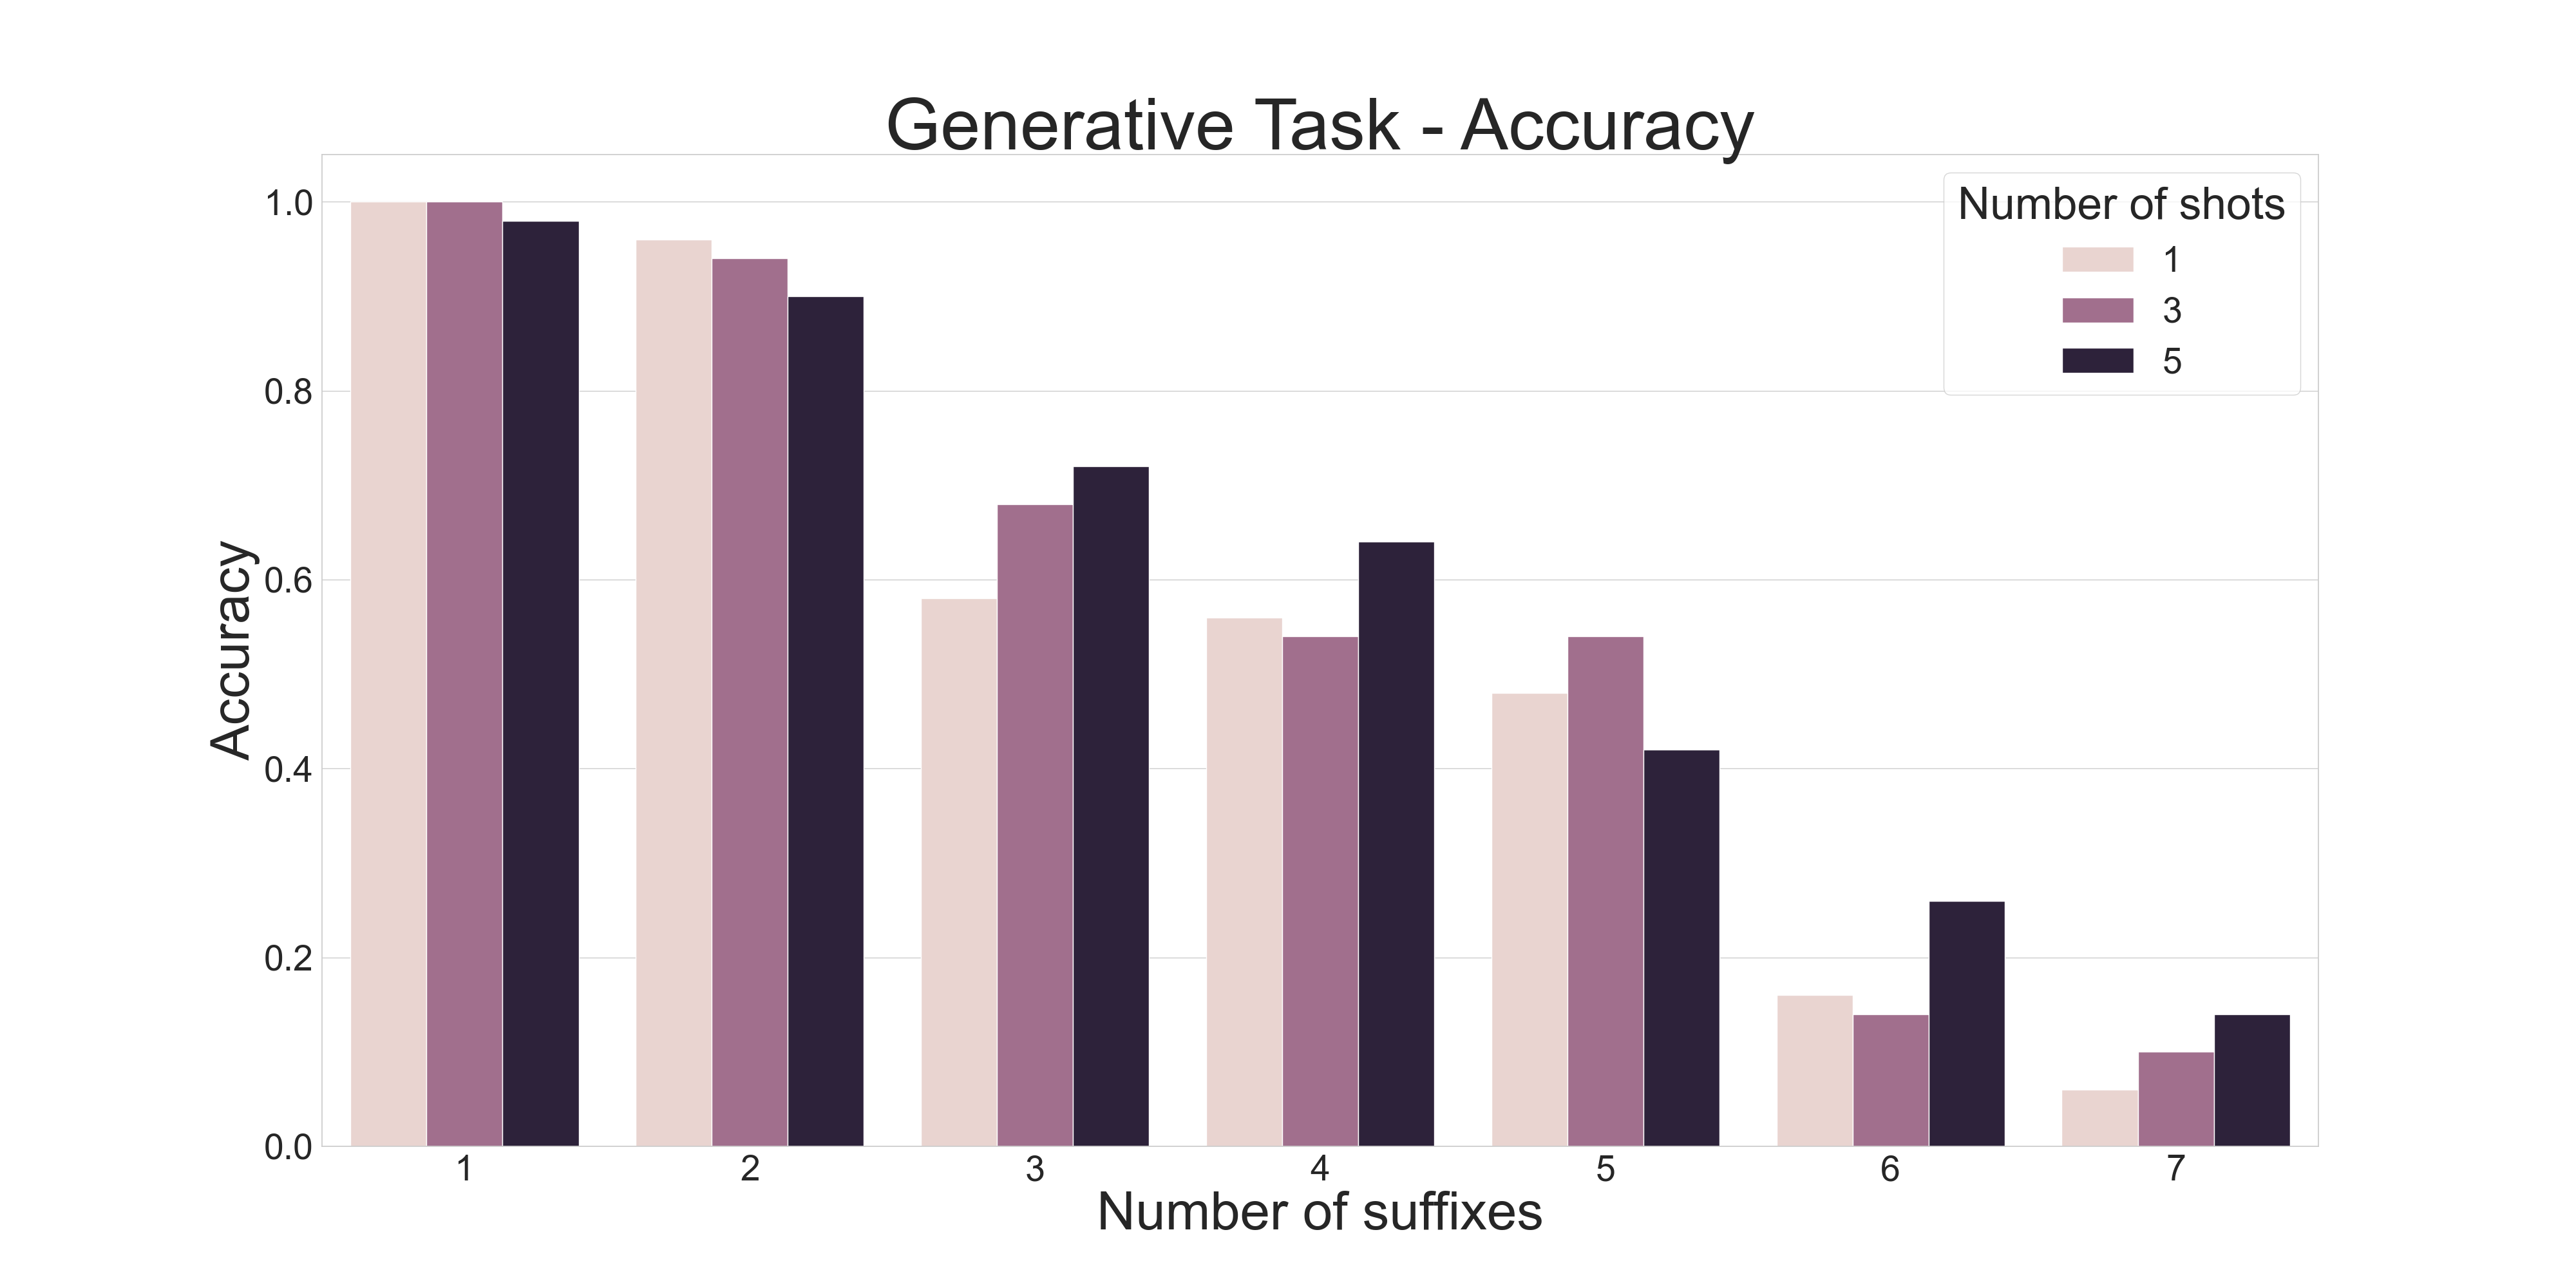 Generative Task - Accuracy
Number of shots
1
3
5
Accuracy
1.0
0.8
0.6
0.4
0.2
0.0
1 2 3 4 5 6 7
Number of suffixes